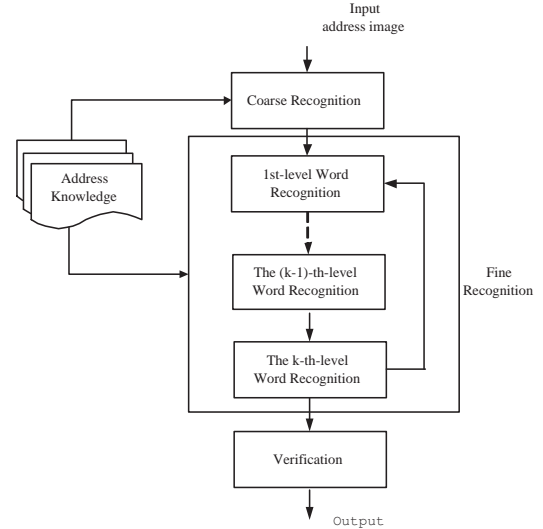 Input
address image
Coarse Recognition
Address
Knowledge
1st-level Word
Recognition
The (k-1)-th-level
Word Recognition
Fine
Recognition
The k-th-level
Word Recognition
Verification
Output